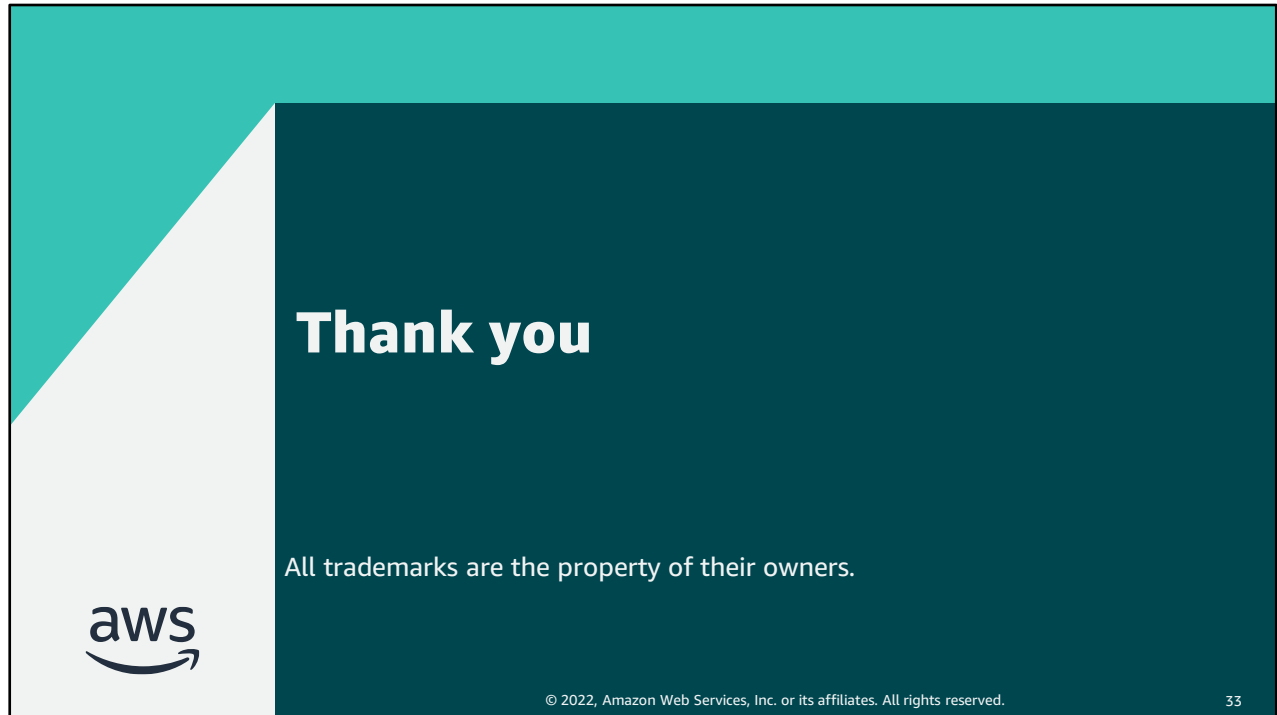 Thank you
All trademarks are the property of their owners.
aws
© 2022, Amazon Web Services, Inc. or its affiliates. All rights reserved.
33